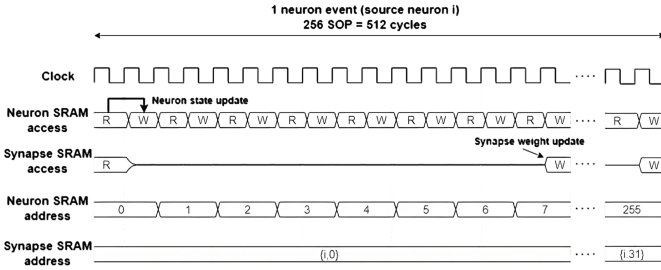 1 neuron event (source neuron i)
256 SOP = 512 cycles
Clock
Neuron state update
Neuron SRAM access R W R W R W R W R W R W R W R W R W
Synapse weight update
Synapse SRAM access R W W
Neuron SRAM address 0 1 2 3 4 5 6 7 255
Synapse SRAM address {i,0} {i.31}